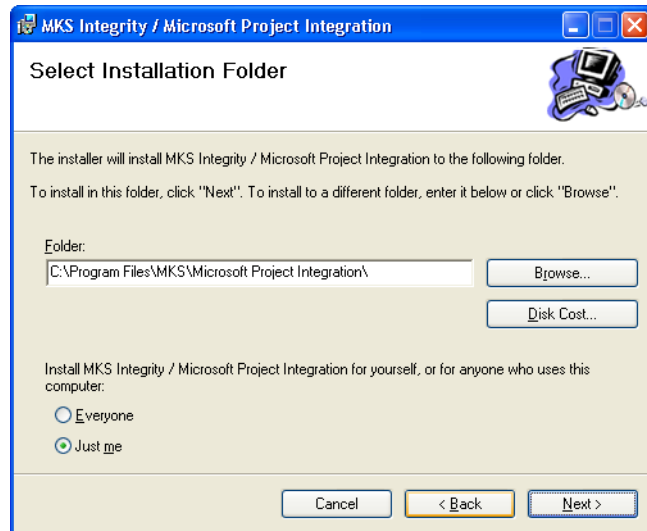 MKS Integrity / Microsoft Project Integration
Select Installation Folder
The installer will install MKS Integrity / Microsoft Project Integration to the following folder.
To install in this folder, click "Next". To install to a different folder, enter it below or click "Browse".
Folder:
C:\Program Files\MKS\Microsoft Project Integration\
Browse...
Disk Cost...
Install MKS Integrity / Microsoft Project Integration for yourself, or for anyone who uses this
computer:
Everyone
Just me
Cancel
< Back
Next >